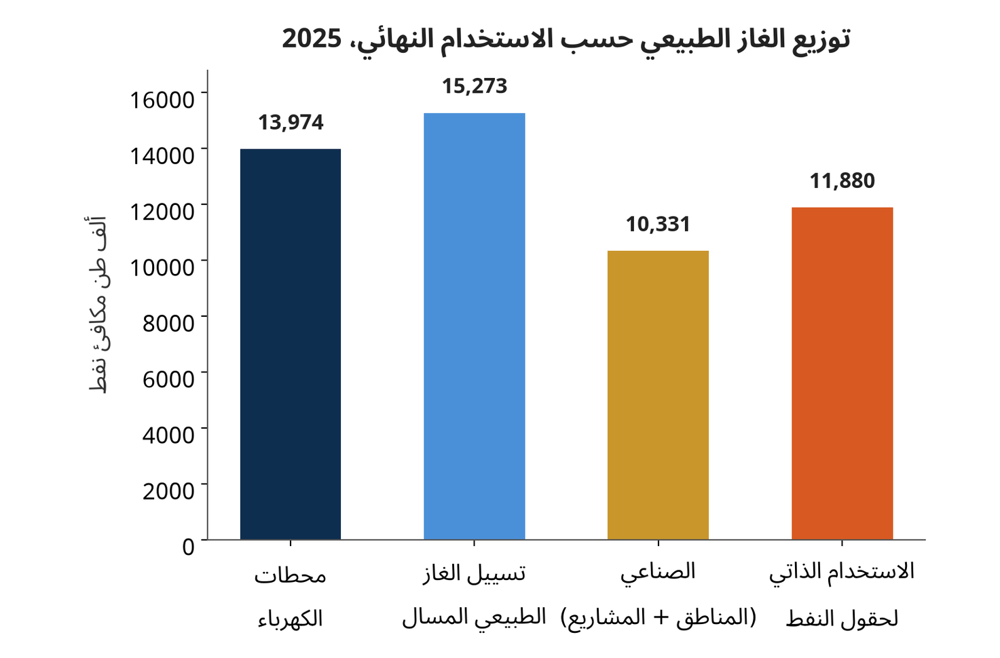 توزيع الغاز الطبيعي حسب الاستخدام النهائي، 2025
ألف طن مكافئ نفط
16000
14000
12000
10000
8000
6000
4000
2000
0
13,974
15,273
10,331
11,880
محطات
الكهرباء
تسييل الغاز
الطبيعي المسال
الصناعي
(المناطق + المشاريع)
الاستخدام الذاتي
لحقول النفط